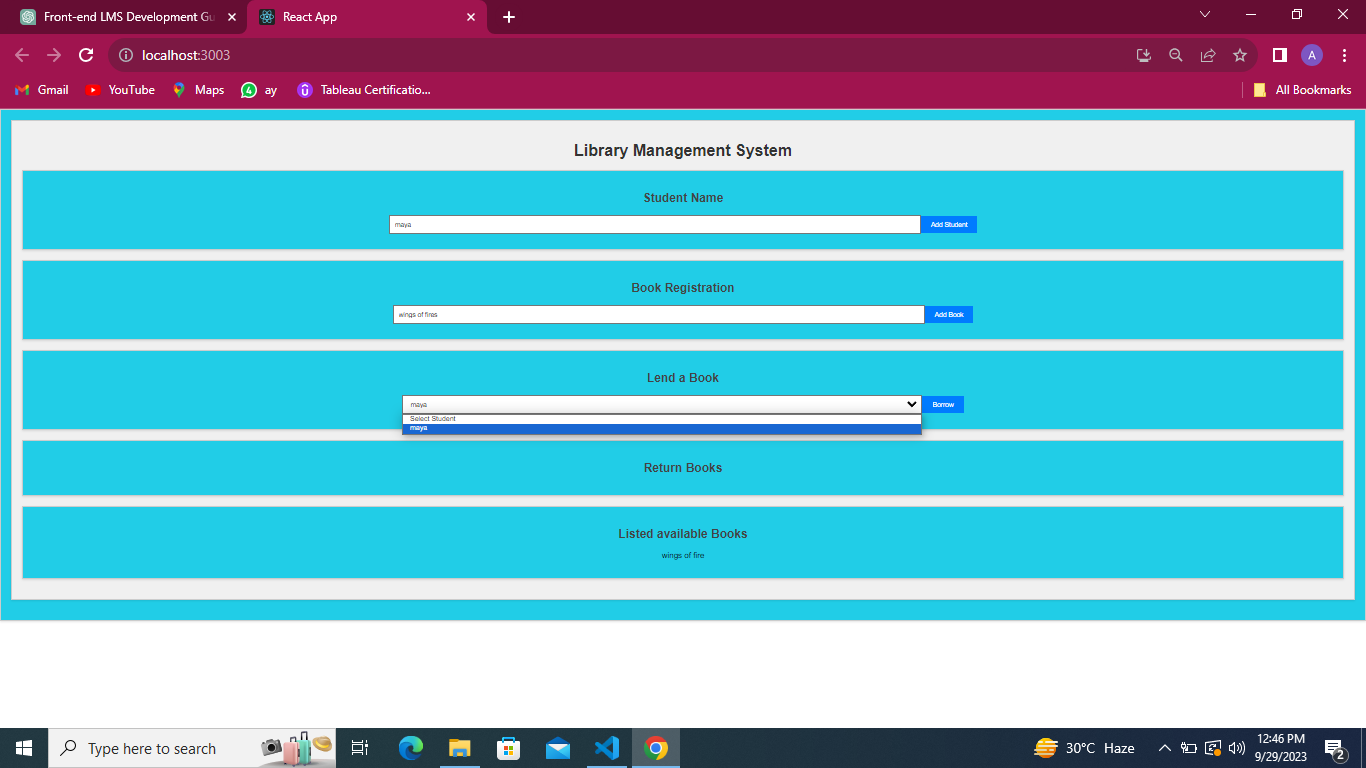 Front-end LMS Development Gu
React App
localhost:3003
A
Gmail
YouTube
Maps
4
ay
Tableau Certificatio...
All Bookmarks
Library Management System
Student Name
maya
Add Student
Book Registration
wings of fires
Add Book
Lend a Book
maya
Borrow
Select Student
maya
Return Books
Listed available Books
wings of fire
Type here to search
30°C Haze
12:46 PM
9/29/2023
2